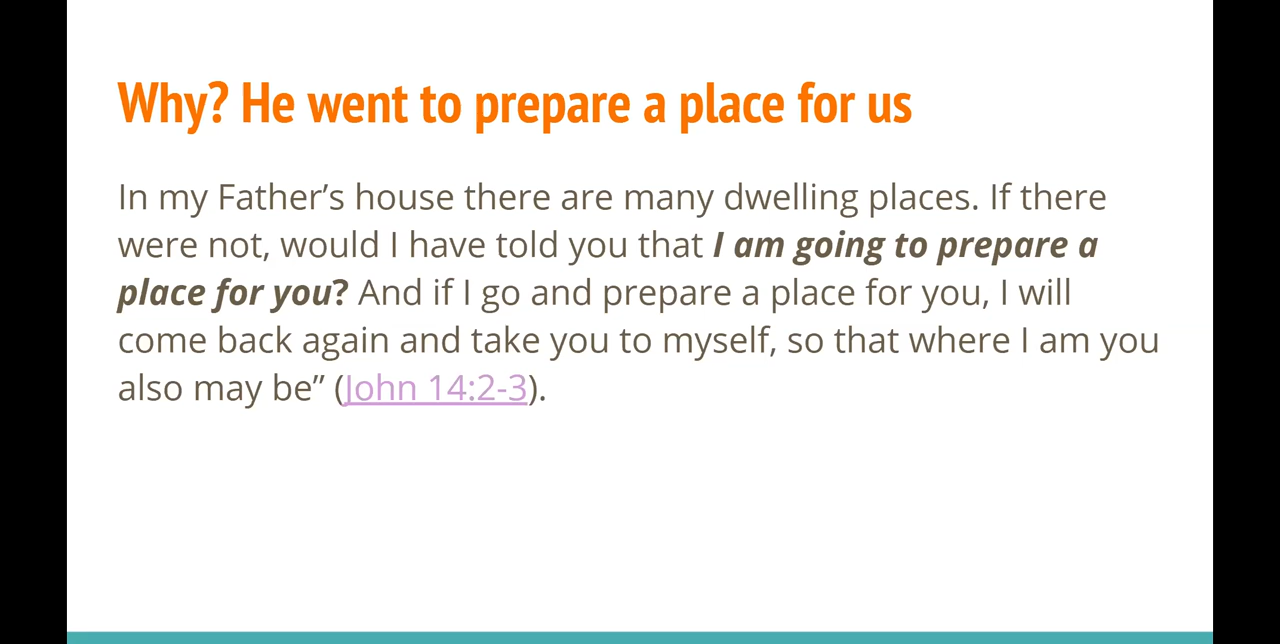 Why? He went to prepare a place for us
In my Father’s house there are many dwelling places. If there
were not, would I have told you that I am going to prepare a
place for you? And if I go and prepare a place for you, I will
come back again and take you to myself, so that where I am you
also may be” (John 14:2-3).